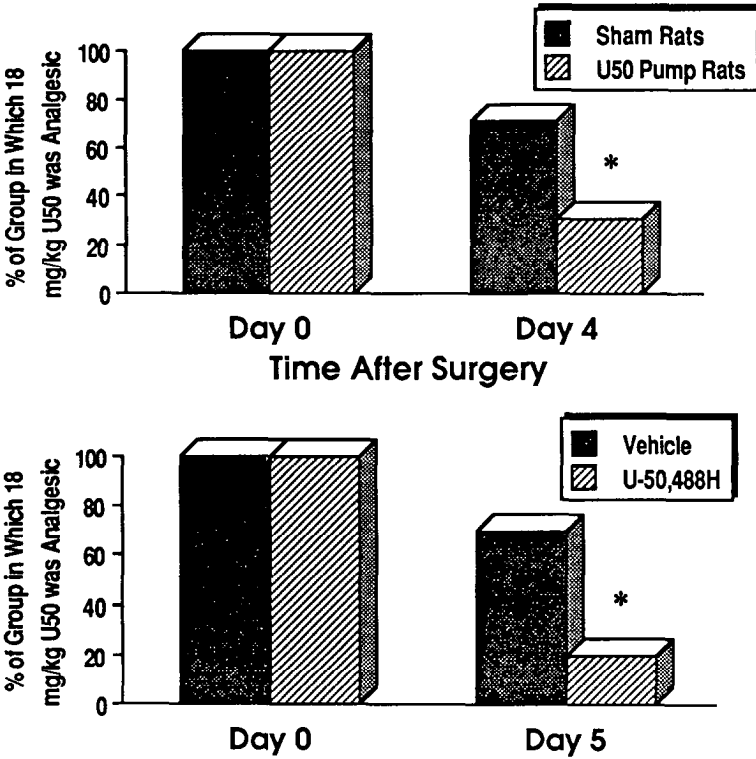 Sham Rats
U50 Pump Rats
% of Group in Which 18
mg/kg U50 was Analgesic
100
80
60
40
20
0
*
Day 0
Day 4
Time After Surgery
Vehicle
U-50,488H
% of Group in Which 18
mg/kg U50 was Analgesic
100
80
60
40
20
0
*
Day 0
Day 5